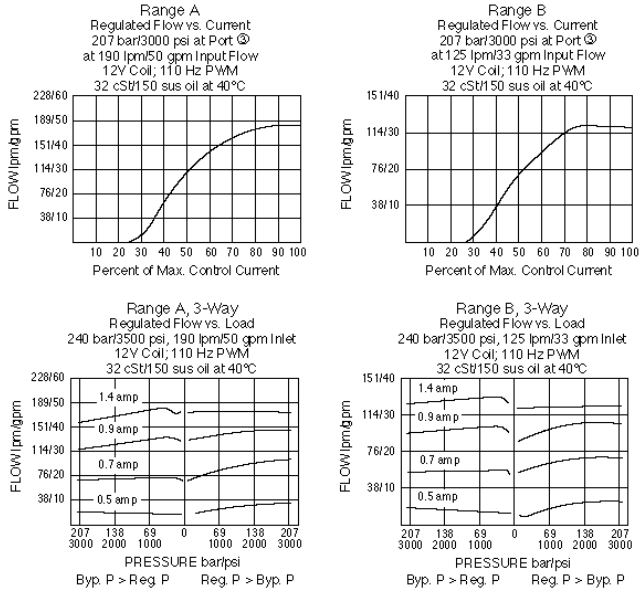 Range A
Regulated Flow vs. Current
207 bar/3000 psi at Port ③
at 190 lpm/50 gpm Input Flow
12V Coil; 110 Hz PWM
32 cSt/150 sus oil at 40°C
228/60
189/50
151/40
114/30
76/20
38/10
FLOW lpm/gpm
10 20 30 40 50 60 70 80 90 100
Percent of Max. Control Current
Range B
Regulated Flow vs. Current
207 bar/3000 psi at Port ③
at 125 lpm/33 gpm Input Flow
12V Coil; 110 Hz PWM
32 cSt/150 sus oil at 40°C
151/40
114/30
76/20
38/10
FLOW lpm/gpm
10 20 30 40 50 60 70 80 90 100
Percent of Max. Control Current
Range A, 3-Way
Regulated Flow vs. Load
240 bar/3500 psi, 190 lpm/50 gpm Inlet
12V Coil; 110 Hz PWM
32 cSt/150 sus oil at 40°C
228/60
189/50
151/40
114/30
76/20
38/10
FLOW lpm/gpm
1.4 amp
0.9 amp
0.7 amp
0.5 amp
207 138 69 0 69 138 207
3000 2000 1000 1000 2000 3000
PRESSURE bar/psi
Byp. P > Reg. P Reg. P > Byp. P
Range B, 3-Way
Regulated Flow vs. Load
240 bar/3500 psi, 125 lpm/33 gpm Inlet
12V Coil; 110 Hz PWM
32 cSt/150 sus oil at 40°C
151/40
114/30
76/20
38/10
FLOW lpm/gpm
1.4 amp
0.9 amp
0.7 amp
0.5 amp
207 138 69 0 69 138 207
3000 2000 1000 1000 2000 3000
PRESSURE bar/psi
Byp. P > Reg. P Reg. P > Byp. P